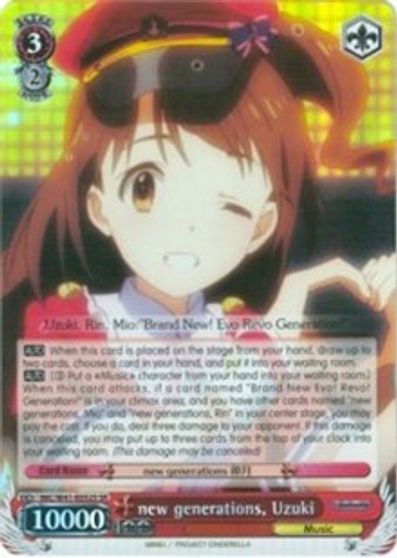 3
2
Uzuki, Rin, Mio:"Brand New! Evo Revo Generation!"
AUTO When this card is placed on the stage from your hand, draw up to
two cards, choose a card in your hand, and put it into your waiting room.
AUTO [(3) Put a «Music» character from your hand into your waiting room]
When this card attacks, if a card named "Brand New Evo! Revo!
Generation!" is in your climax area, and you have other cards named "new
generations, Mio" and "new generations, Rin" in your center stage, you may
pay the cost. If you do, deal three damage to your opponent. If this damage
is canceled, you may put up to three cards from the top of your clock into
your waiting room. (This damage may be canceled)
Card Name new generations 卯月
10000
new generations, Uzuki
Music
/ PROJECT CINDERELLA